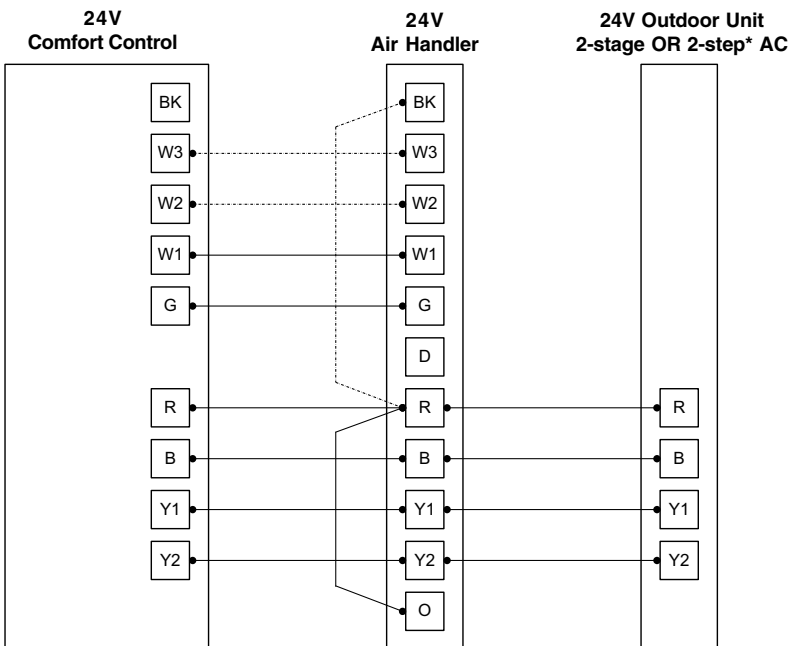 24V
Comfort Control
24V
Air Handler
24V Outdoor Unit
2-stage OR 2-step* AC
BK
BK
W3
W3
W2
W2
W1
W1
G
G
D
R
R
R
B
B
B
Y1
Y1
Y1
Y2
Y2
Y2
O